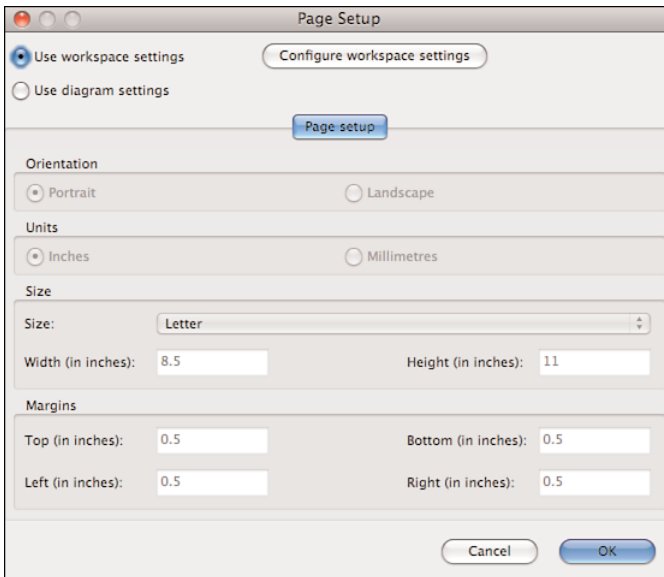 Page Setup
Use workspace settings Configure workspace settings
Use diagram settings
Page setup
Orientation
Portrait Landscape
Units
Inches Millimetres
Size
Size: Letter
Width (in inches): 8.5 Height (in inches): 11
Margins
Top (in inches): 0.5 Bottom (in inches): 0.5
Left (in inches): 0.5 Right (in inches): 0.5
Cancel OK